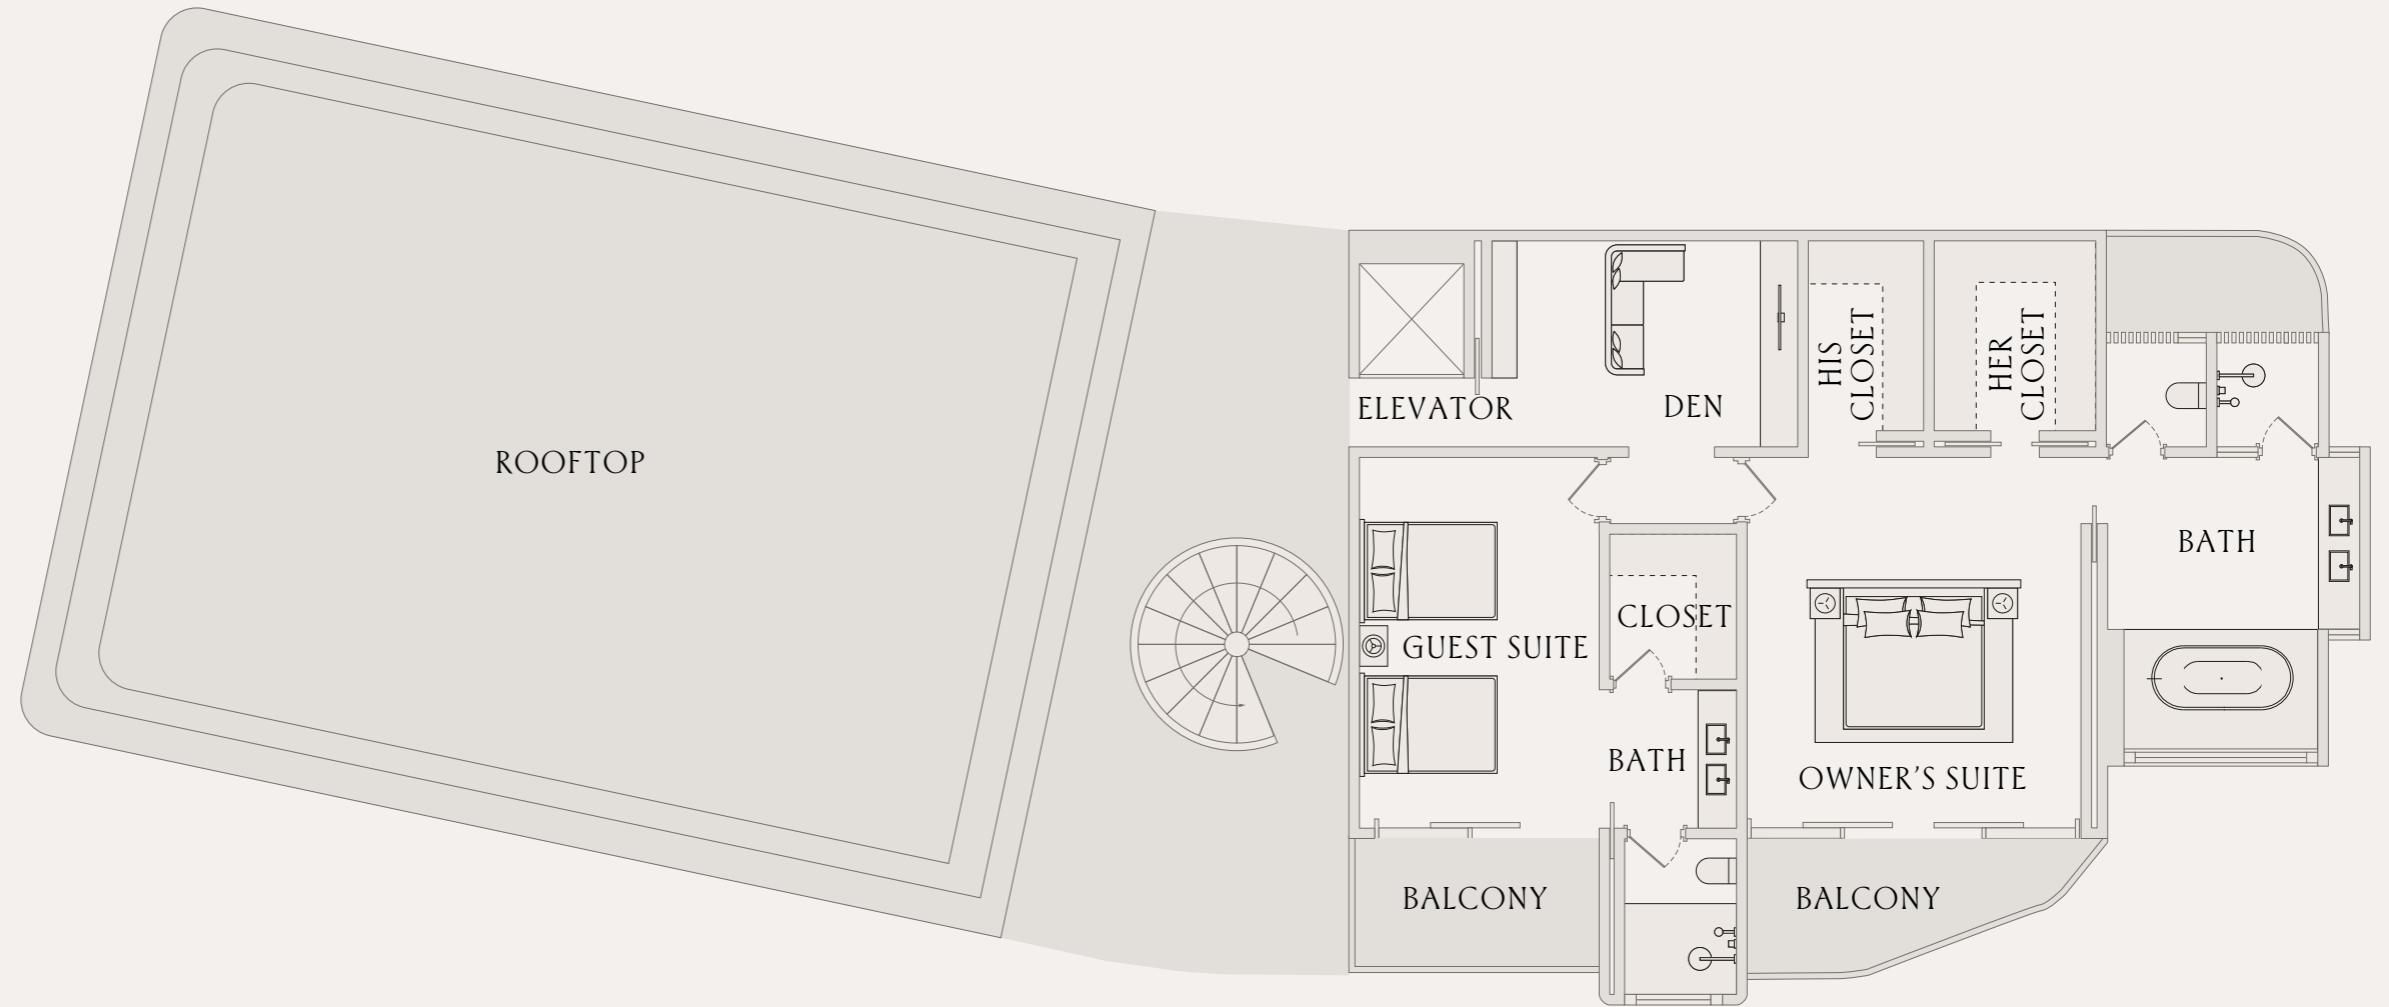 ROOFTOP
ELEVATOR
DEN
HIS
CLOSET
HER
CLOSET
BATH
CLOSET
GUEST SUITE
BATH
OWNER'S SUITE
BALCONY
BALCONY